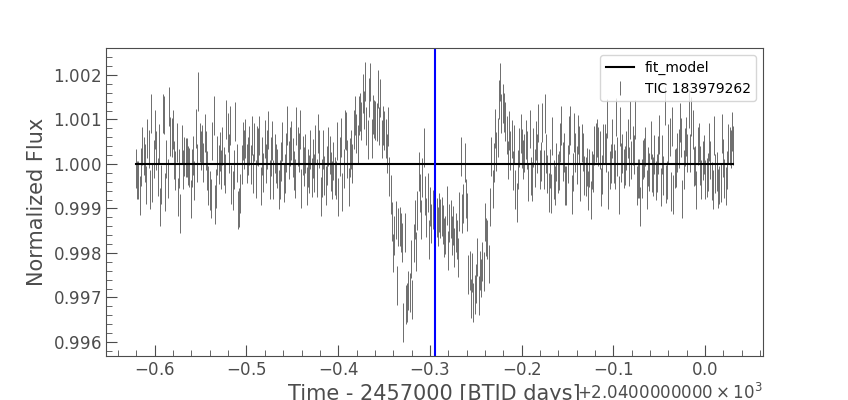 fit_model
TIC 183979262
Normalized Flux
1.002
1.001
1.000
0.999
0.998
0.997
0.996
−0.6 −0.5 −0.4 −0.3 −0.2 −0.1 0.0
Time - 2457000 [BTJD days] +2.0400000000 × 10³